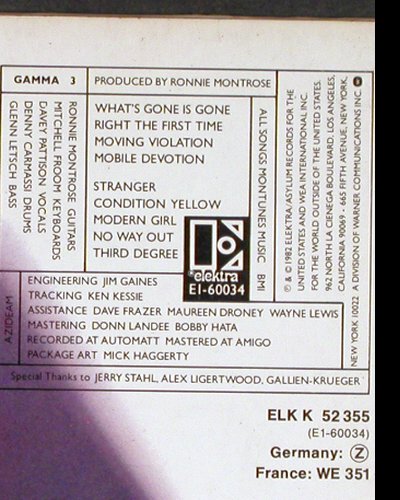 GAMMA 3
PRODUCED BY RONNIE MONTROSE
RONNIE MONTROSE GUITARS
MITCHELL FROOM KEYBOARDS
DAVEY PATTISON VOCALS
DENNY CARMASSI DRUMS
GLENN LETSCH BASS
WHAT'S GONE IS GONE
RIGHT THE FIRST TIME
MOVING VIOLATION
MOBILE DEVOTION
STRANGER
CONDITION YELLOW
MODERN GIRL
NO WAY OUT
THIRD DEGREE
elektra
E1-60034
ALL SONGS MONTUNES MUSIC BMI
℗ & © 1982 ELEKTRA/ASYLUM RECORDS FOR THE
UNITED STATES AND WEA INTERNATIONAL INC.
FOR THE WORLD OUTSIDE OF THE UNITED STATES.
962 NORTH LA CIENEGA BOULEVARD, LOS ANGELES,
CALIFORNIA 90069 - 665 FIFTH AVENUE, NEW YORK,
NEW YORK 10022 A DIVISION OF WARNER COMMUNICATIONS INC.
AZIDEAM
ENGINEERING JIM GAINES
TRACKING KEN KESSIE
ASSISTANCE DAVE FRAZER MAUREEN DRONEY WAYNE LEWIS
MASTERING DONN LANDEE BOBBY HATA
RECORDED AT AUTOMATT MASTERED AT AMIGO
PACKAGE ART MICK HAGGERTY
Special Thanks to JERRY STAHL, ALEX LIGERTWOOD, GALLIEN-KRUEGER
ELK K 52 355
(E1-60034)
Germany: Ⓩ
France: WE 351